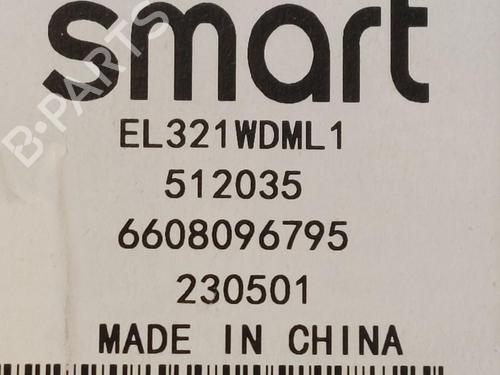 smart
EL321WDML1
512035
6608096795
230501
MADE IN CHINA
B-PARTS